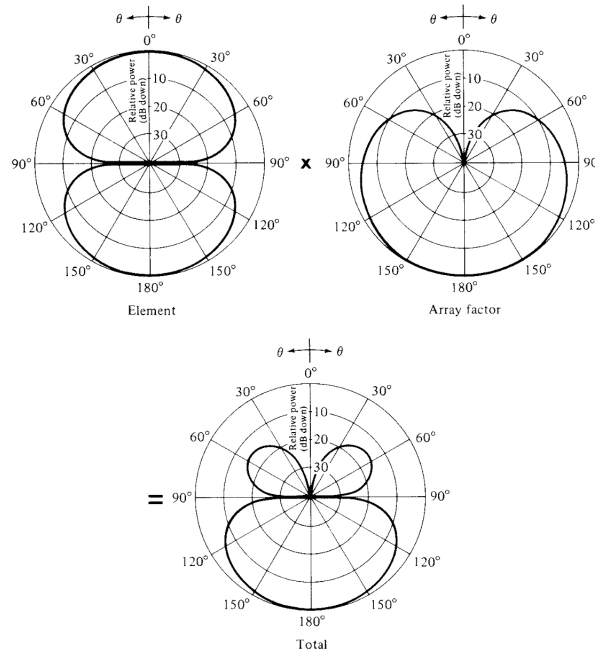 θ θ
0°
30° 30°
60° 60°
90° 90°
120° 120°
150° 150°
180°
Relative power
(dB down)
10
20
30
Element
x
θ θ
0°
30° 30°
60° 60°
90° 90
120° 120°
150° 150°
180°
Relative power
(dB down)
10
20
30
Array factor
=
θ θ
0°
30° 30°
60° 60°
90° 90°
120° 120°
150° 150°
180°
Relative power
(dB down)
10
20
30
Total